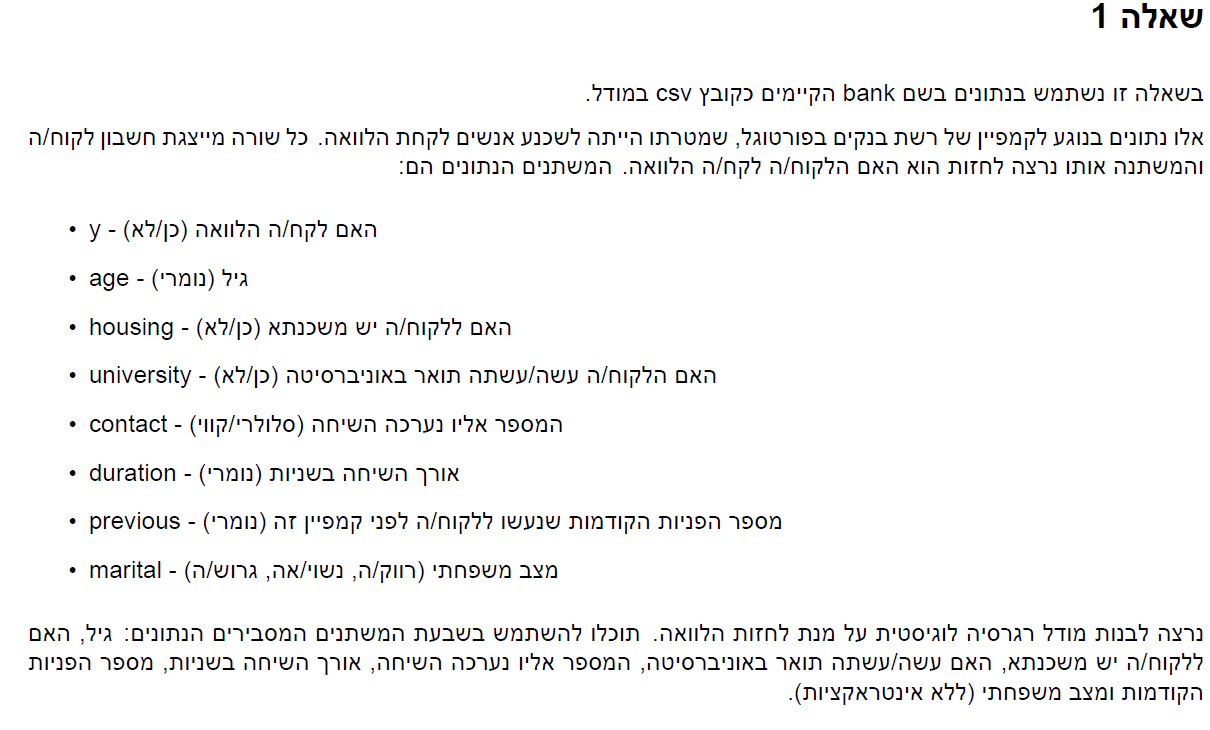 שאלה 1
בשאלה זו נשתמש בנתונים בשם bank הקיימים כקובץ csv במודל.
אלו נתונים בנוגע לקמפיין של רשת בנקים בפורטוגל, שמטרתו הייתה לשכנע אנשים לקחת הלוואה. כל שורה מייצגת חשבון לקוח/ה
והמשתנה אותו נרצה לחזות הוא האם הלקוח/ה לקח/ה הלוואה. המשתנים הנתונים הם:
• y - האם לקח/ה הלוואה (כן/לא)
• age - גיל (נומרי)
• housing - האם ללקוח/ה יש משכנתא (כן/לא)
• university - האם הלקוח/ה עשה/עשתה תואר באוניברסיטה (כן/לא)
• contact - המספר אליו נערכה השיחה (סלולרי/קווי)
• duration - אורך השיחה בשניות (נומרי)
• previous - מספר הפניות הקודמות שנעשו ללקוח/ה לפני קמפיין זה (נומרי)
• marital - מצב משפחתי (רווק/ה, נשוי/אה, גרוש/ה)
נרצה לבנות מודל רגרסיה לוגיסטית על מנת לחזות הלוואה. תוכלו להשתמש בשבעת המשתנים המסבירים הנתונים: גיל, האם
ללקוח/ה יש משכנתא, האם עשה/עשתה תואר באוניברסיטה, המספר אליו נערכה השיחה, אורך השיחה בשניות, מספר הפניות
הקודמות ומצב משפחתי (ללא אינטראקציות).